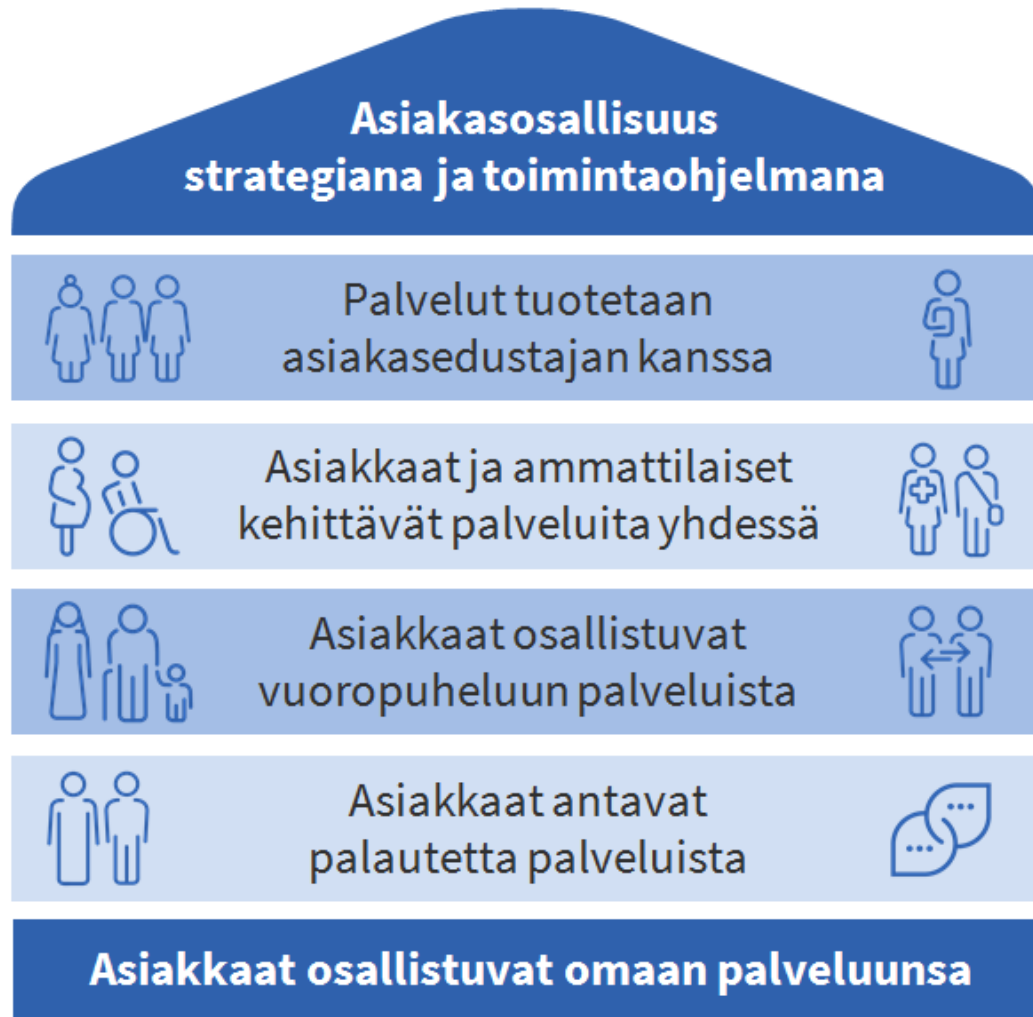 Asiakasosallisuus
strategiana ja toimintaohjelmana
Palvelut tuotetaan
asiakasedustajan kanssa
Asiakkaat ja ammattilaiset
kehittävät palveluita yhdessä
Asiakkaat osallistuvat
vuoropuheluun palveluista
Asiakkaat antavat
palautetta palveluista
Asiakkaat osallistuvat omaan palveluunsa